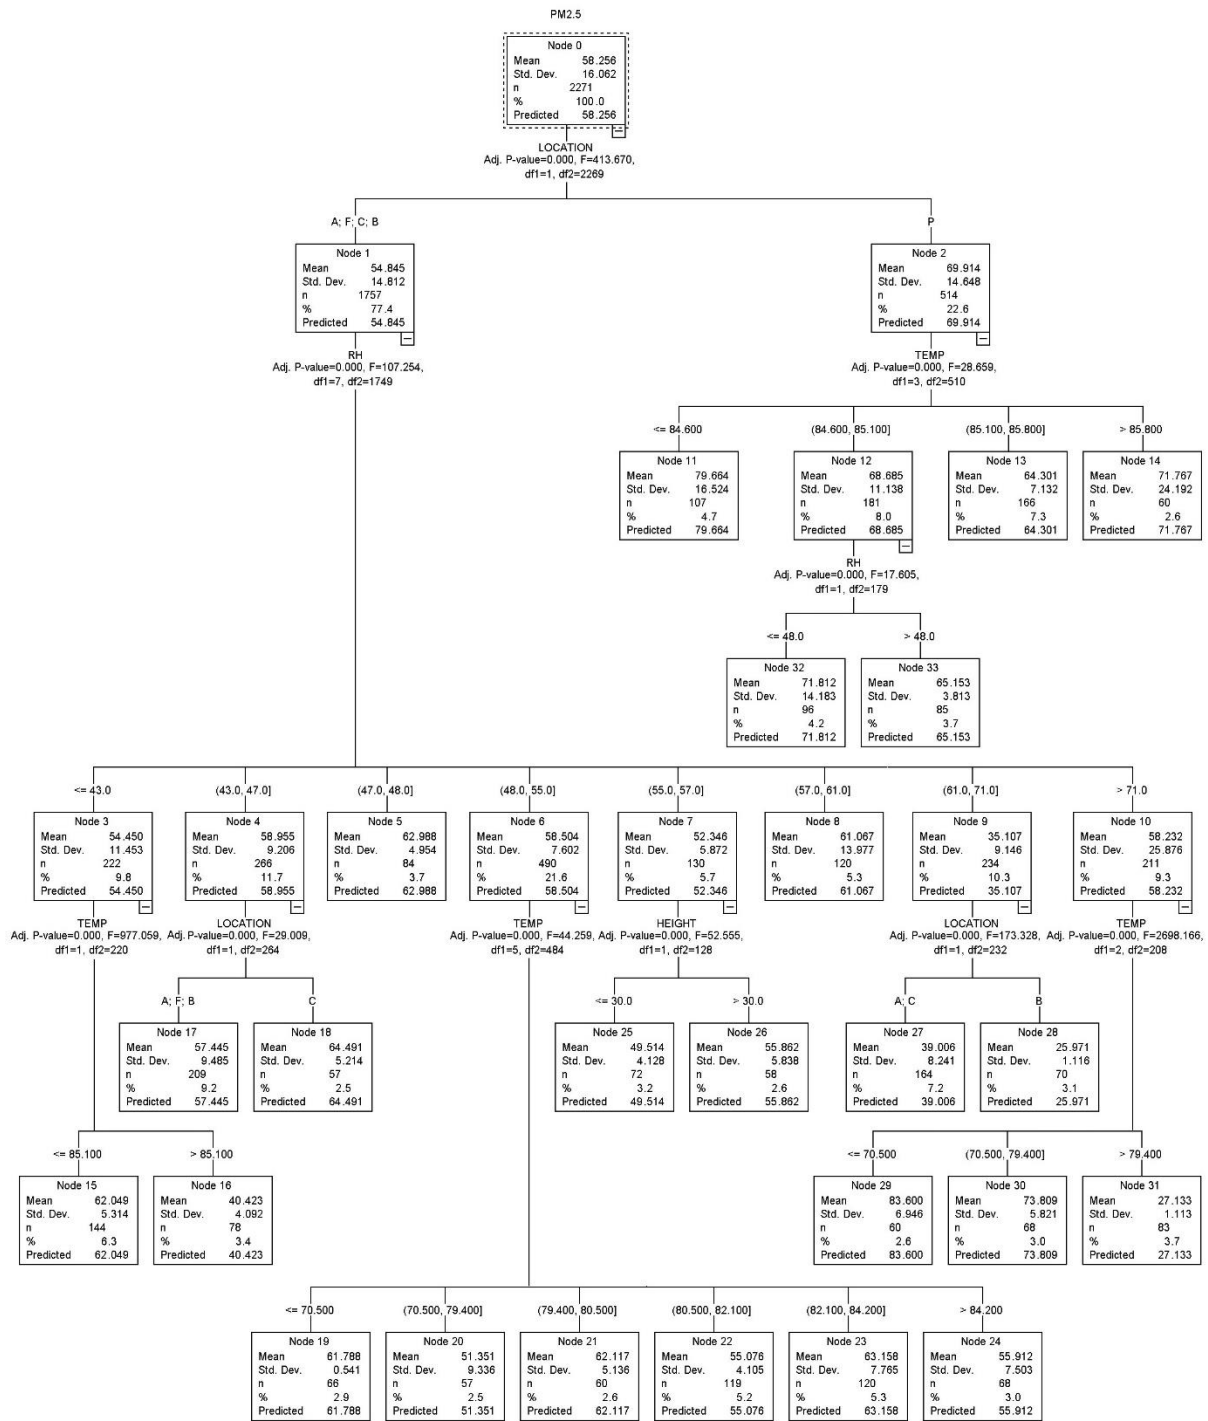 PM2.5
Node 0
Mean 58.256
Std. Dev. 16.062
n 2271
% 100.0
Predicted 58.256
LOCATION
Adj. P-value=0.000, F=413.670,
df1=1, df2=2269
A; F; C; B
P
Node 1
Mean 54.845
Std. Dev. 14.812
n 1757
% 77.4
Predicted 54.845
Node 2
Mean 69.914
Std. Dev. 14.648
n 514
% 22.6
Predicted 69.914
RH
Adj. P-value=0.000, F=107.254,
df1=7, df2=1749
TEMP
Adj. P-value=0.000, F=28.659,
df1=3, df2=510
<= 84.600
(84.600, 85.100]
(85.100, 85.800]
> 85.800
Node 11
Mean 79.664
Std. Dev. 16.524
n 107
% 4.7
Predicted 79.664
Node 12
Mean 68.685
Std. Dev. 11.138
n 181
% 8.0
Predicted 68.685
Node 13
Mean 64.301
Std. Dev. 7.132
n 166
% 7.3
Predicted 64.301
Node 14
Mean 71.767
Std. Dev. 24.192
n 60
% 2.6
Predicted 71.767
RH
Adj. P-value=0.000, F=17.605,
df1=1, df2=179
<= 48.0
> 48.0
Node 32
Mean 71.812
Std. Dev. 14.183
n 96
% 4.2
Predicted 71.812
Node 33
Mean 65.153
Std. Dev. 3.813
n 85
% 3.7
Predicted 65.153
<= 43.0
(43.0, 47.0]
(47.0, 48.0]
(48.0, 55.0]
(55.0, 57.0]
(57.0, 61.0]
(61.0, 71.0]
> 71.0
Node 3
Mean 54.450
Std. Dev. 11.453
n 222
% 9.8
Predicted 54.450
Node 4
Mean 58.955
Std. Dev. 9.206
n 266
% 11.7
Predicted 58.955
Node 5
Mean 62.988
Std. Dev. 4.954
n 84
% 3.7
Predicted 62.988
Node 6
Mean 58.504
Std. Dev. 7.602
n 490
% 21.6
Predicted 58.504
Node 7
Mean 52.346
Std. Dev. 5.872
n 130
% 5.7
Predicted 52.346
Node 8
Mean 61.067
Std. Dev. 13.977
n 120
% 5.3
Predicted 61.067
Node 9
Mean 35.107
Std. Dev. 9.146
n 234
% 10.3
Predicted 35.107
Node 10
Mean 58.232
Std. Dev. 25.876
n 211
% 9.3
Predicted 58.232
TEMP
Adj. P-value=0.000, F=977.059,
df1=1, df2=220
LOCATION
Adj. P-value=0.000, F=29.009,
df1=1, df2=264
TEMP
Adj. P-value=0.000, F=44.259,
df1=5, df2=484
HEIGHT
Adj. P-value=0.000, F=52.555,
df1=1, df2=128
LOCATION
Adj. P-value=0.000, F=173.328,
df1=1, df2=232
TEMP
Adj. P-value=0.000, F=2698.166,
df1=2, df2=208
A; F; B
C
<= 30.0
> 30.0
A; C
B
Node 17
Mean 57.445
Std. Dev. 9.485
n 209
% 9.2
Predicted 57.445
Node 18
Mean 64.491
Std. Dev. 5.214
n 57
% 2.5
Predicted 64.491
Node 25
Mean 49.514
Std. Dev. 4.128
n 72
% 3.2
Predicted 49.514
Node 26
Mean 55.862
Std. Dev. 5.838
n 58
% 2.6
Predicted 55.862
Node 27
Mean 39.006
Std. Dev. 8.241
n 164
% 7.2
Predicted 39.006
Node 28
Mean 25.971
Std. Dev. 1.116
n 70
% 3.1
Predicted 25.971
<= 85.100
> 85.100
<= 70.500
(70.500, 79.400]
> 79.400
Node 15
Mean 62.049
Std. Dev. 5.314
n 144
% 6.3
Predicted 62.049
Node 16
Mean 40.423
Std. Dev. 4.092
n 78
% 3.4
Predicted 40.423
Node 29
Mean 83.600
Std. Dev. 6.946
n 60
% 2.6
Predicted 83.600
Node 30
Mean 73.809
Std. Dev. 5.821
n 68
% 3.0
Predicted 73.809
Node 31
Mean 27.133
Std. Dev. 1.113
n 83
% 3.7
Predicted 27.133
<= 70.500
(70.500, 79.400]
(79.400, 80.500]
(80.500, 82.100]
(82.100, 84.200]
> 84.200
Node 19
Mean 61.788
Std. Dev. 0.541
n 66
% 2.9
Predicted 61.788
Node 20
Mean 51.351
Std. Dev. 9.336
n 57
% 2.5
Predicted 51.351
Node 21
Mean 62.117
Std. Dev. 5.136
n 60
% 2.6
Predicted 62.117
Node 22
Mean 55.076
Std. Dev. 4.105
n 119
% 5.2
Predicted 55.076
Node 23
Mean 63.158
Std. Dev. 7.765
n 120
% 5.3
Predicted 63.158
Node 24
Mean 55.912
Std. Dev. 7.503
n 68
% 3.0
Predicted 55.912